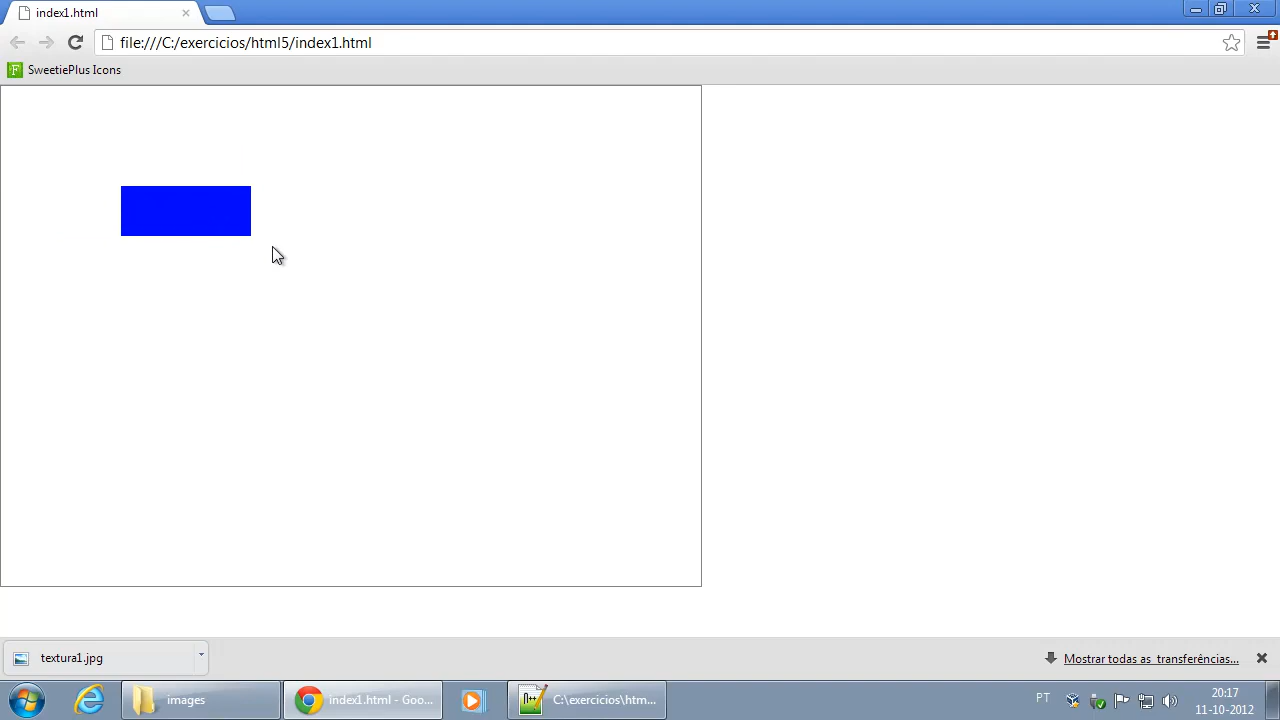 index1.html
file:///C:/exercicios/html5/index1.html
SweetiePlus Icons
textura1.jpg
Mostrar todas as transferências...
images
index1.html - Goo...
C:\exercicios\htm...
PT
20:17
11-10-2012